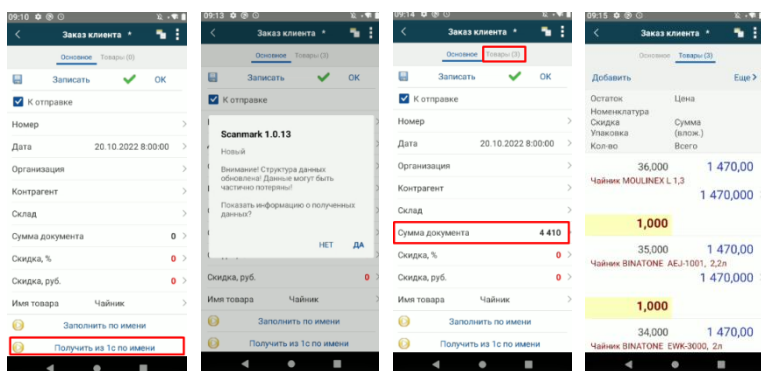 09:10
Заказ клиента *
Основное Товары (0)
Записать ОК
К отправке
Номер
Дата 20.10.2022 8:00:00
Организация
Контрагент
Склад
Сумма документа 0
Скидка, % 0
Скидка, руб. 0
Имя товара Чайник
Заполнить по имени
Получить из 1с по имени
09:13
Заказ клиента *
Основное Товары (3)
Записать ОК
К отправке
Scanmark 1.0.13
Новый
Внимание! Структура данных
обновлена! Данные могут быть
частично потеряны!
Показать информацию о полученных
данных?
НЕТ ДА
Скидка, руб. 0
Имя товара Чайник
Заполнить по имени
Получить из 1с по имени
09:14
Заказ клиента *
Основное Товары (3)
Записать ОК
К отправке
Номер
Дата 20.10.2022 8:00:00
Организация
Контрагент
Склад
Сумма документа 4 410
Скидка, % 0
Скидка, руб. 0
Имя товара Чайник
Заполнить по имени
Получить из 1с по имени
09:15
Заказ клиента *
Основное Товары (3)
Добавить Еще >
Остаток Цена
Номенклатура
Скидка Сумма
Упаковка (влож.)
Кол-во Всего
36,000 1 470,00
Чайник MOULINEX L 1,3
1 470,000
1,000
35,000 1 470,00
Чайник BINATONE AEJ-1001, 2,2л
1 470,000
1,000
34,000 1 470,00
Чайник BINATONE EWK-3000, 2л